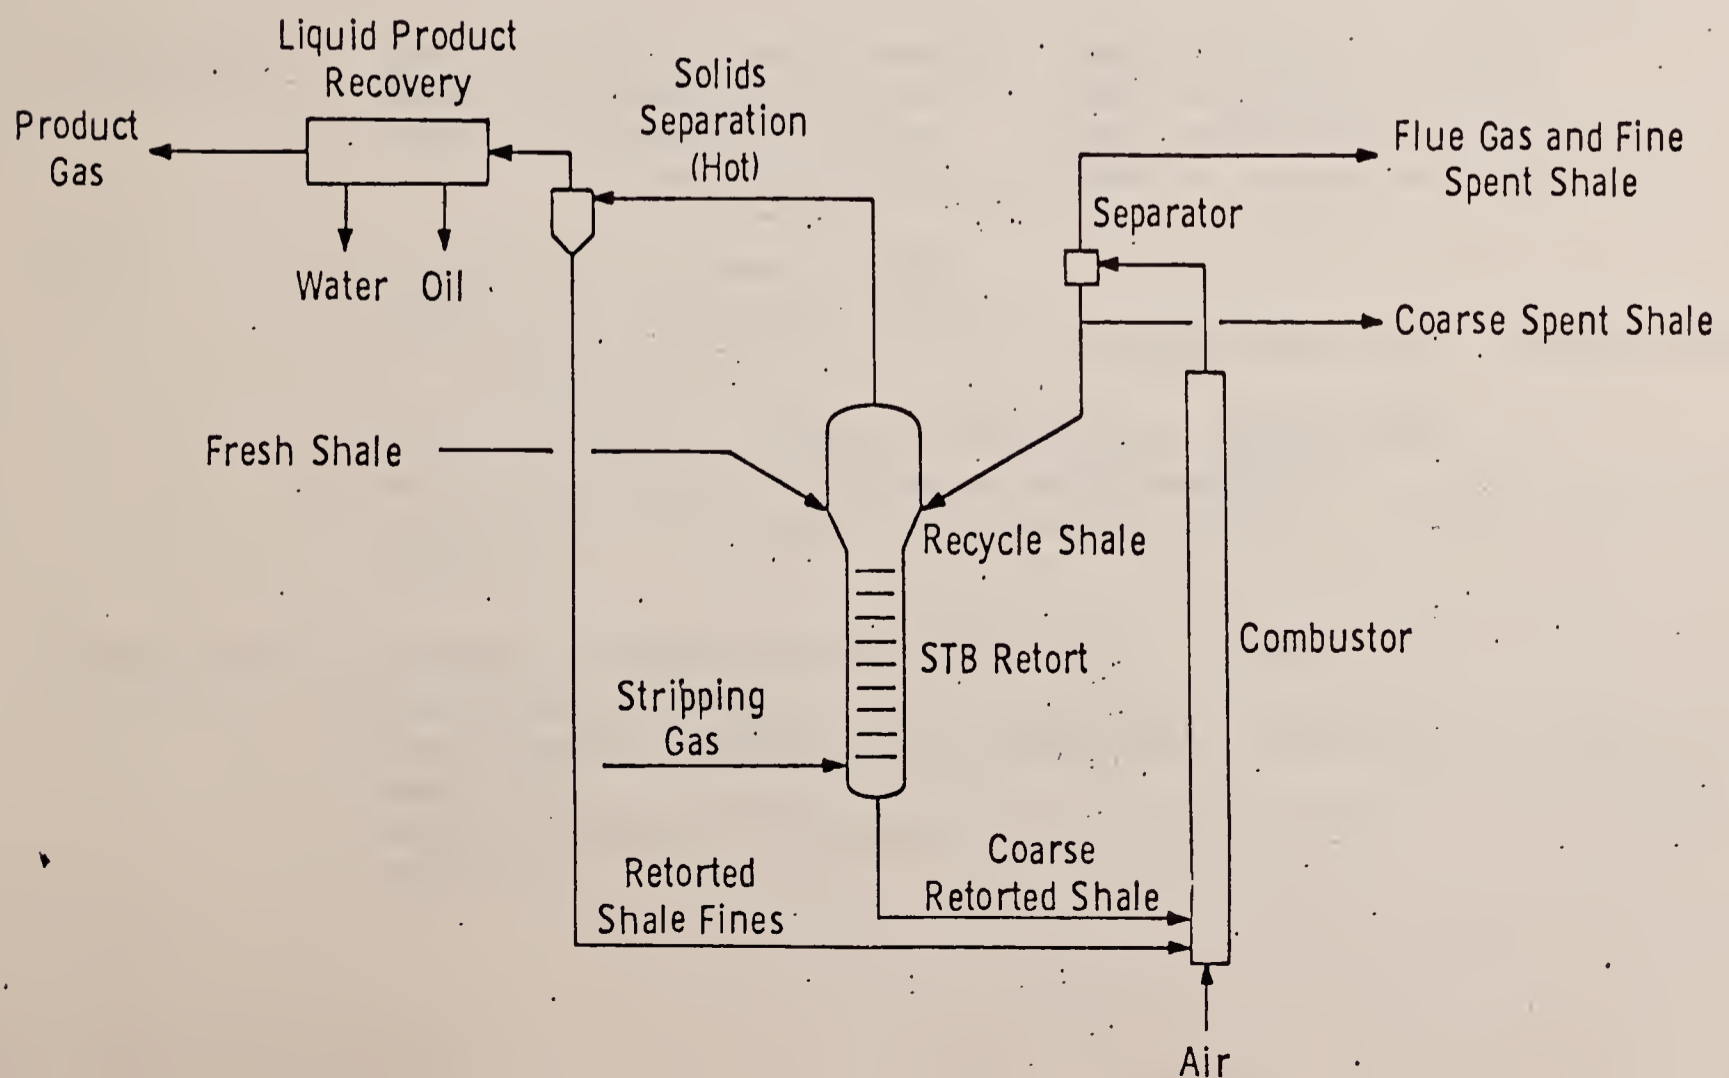 Liquid Product
Recovery
Product
Gas
Water
Oil
Solids
Separation
(Hot)
Flue Gas and Fine
Spent Shale
Separator
Coarse Spent Shale
Fresh Shale
Recycle Shale
STB Retort
Combustor
Stripping
Gas
Coarse
Retorted Shale
Retorted
Shale Fines
Air